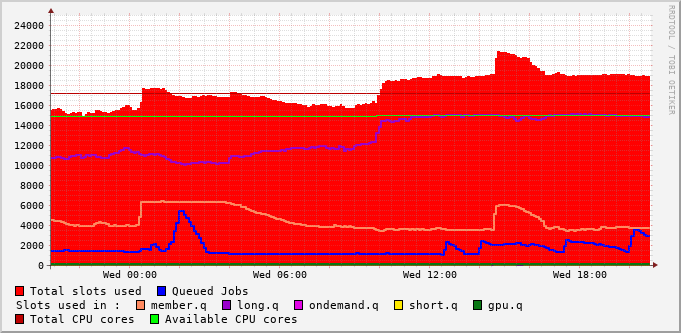 RRDTOOL / TOBI OETIKER
24000
22000
20000
18000
16000
14000
12000
10000
8000
6000
4000
2000
0
Wed 00:00 Wed 06:00 Wed 12:00 Wed 18:00
Total slots used Queued Jobs
Slots used in : member.q long.q ondemand.q short.q gpu.q
Total CPU cores Available CPU cores